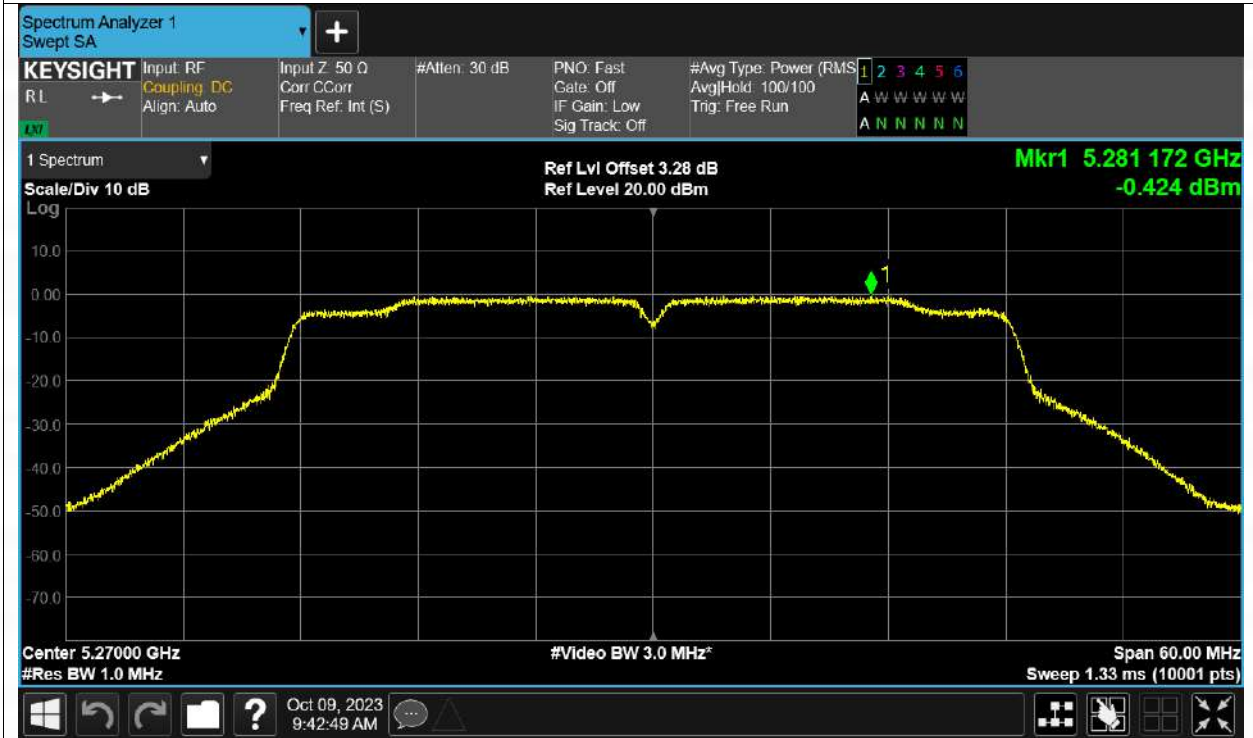 Spectrum Analyzer 1
Swept SA
+
KEYSIGHT
R L
LXI
Input: RF
Coupling: DC
Align: Auto
Input Z: 50 Ω
Corr CCorr
Freq Ref: Int (S)
#Atten: 30 dB
PNO: Fast
Gate: Off
IF Gain: Low
Sig Track: Off
#Avg Type: Power (RMS
Avg|Hold: 100/100
Trig: Free Run
1 2 3 4 5 6
A W W W W W
A N N N N N
1 Spectrum
Scale/Div 10 dB
Log
Ref Lvl Offset 3.28 dB
Ref Level 20.00 dBm
Mkr1 5.281 172 GHz
-0.424 dBm
10.0
0.00
-10.0
-20.0
-30.0
-40.0
-50.0
-60.0
-70.0
1
Center 5.27000 GHz
#Res BW 1.0 MHz
#Video BW 3.0 MHz*
Span 60.00 MHz
Sweep 1.33 ms (10001 pts)
?
Oct 09, 2023
9:42:49 AM